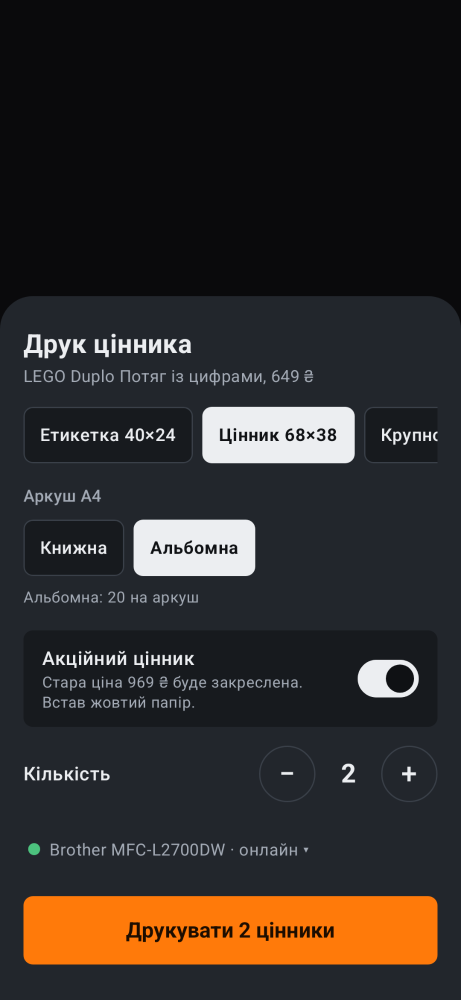 Друк цінника
LEGO Duplo Потяг із цифрами, 649 ₴
Етикетка 40×24
Цінник 68×38
Крупно
Аркуш A4
Книжна
Альбомна
Альбомна: 20 на аркуш
Акційний цінник
Стара ціна 969 ₴ буде закреслена.
Встав жовтий папір.
Кількість
−
2
+
Brother MFC-L2700DW · онлайн ▾
Друкувати 2 цінники